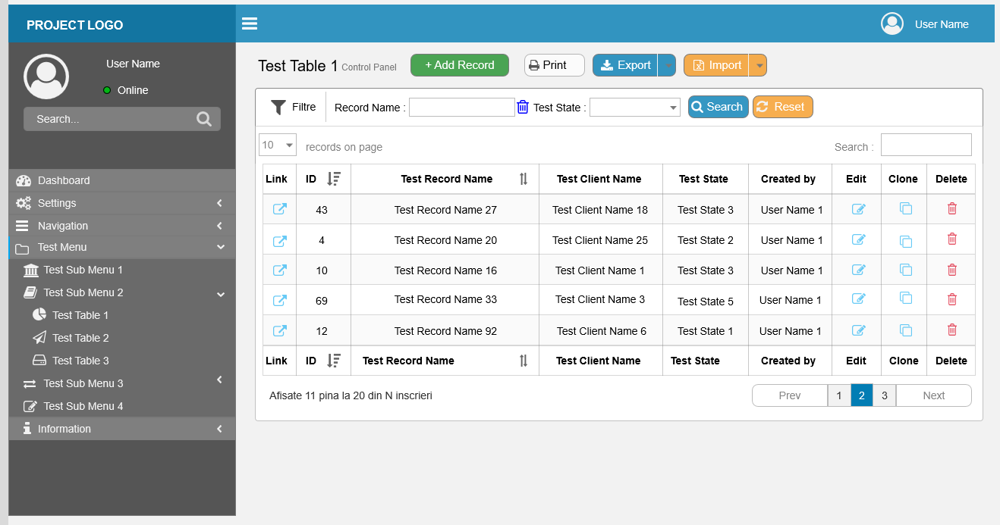 PROJECT LOGO
User Name
User Name
Online
Search...
Dashboard
Settings
Navigation
Test Menu
Test Sub Menu 1
Test Sub Menu 2
Test Table 1
Test Table 2
Test Table 3
Test Sub Menu 3
Test Sub Menu 4
Information
Test Table 1 Control Panel + Add Record Print Export Import
Filtre Record Name : Test State : Search Reset
10 records on page Search :
Link ID Test Record Name Test Client Name Test State Created by Edit Clone Delete
43 Test Record Name 27 Test Client Name 18 Test State 3 User Name 1
4 Test Record Name 20 Test Client Name 25 Test State 2 User Name 1
10 Test Record Name 16 Test Client Name 1 Test State 3 User Name 1
69 Test Record Name 33 Test Client Name 3 Test State 5 User Name 1
12 Test Record Name 92 Test Client Name 6 Test State 1 User Name 1
Link ID Test Record Name Test Client Name Test State Created by Edit Clone Delete
Afisate 11 pina la 20 din N inscrieri Prev 1 2 3 Next